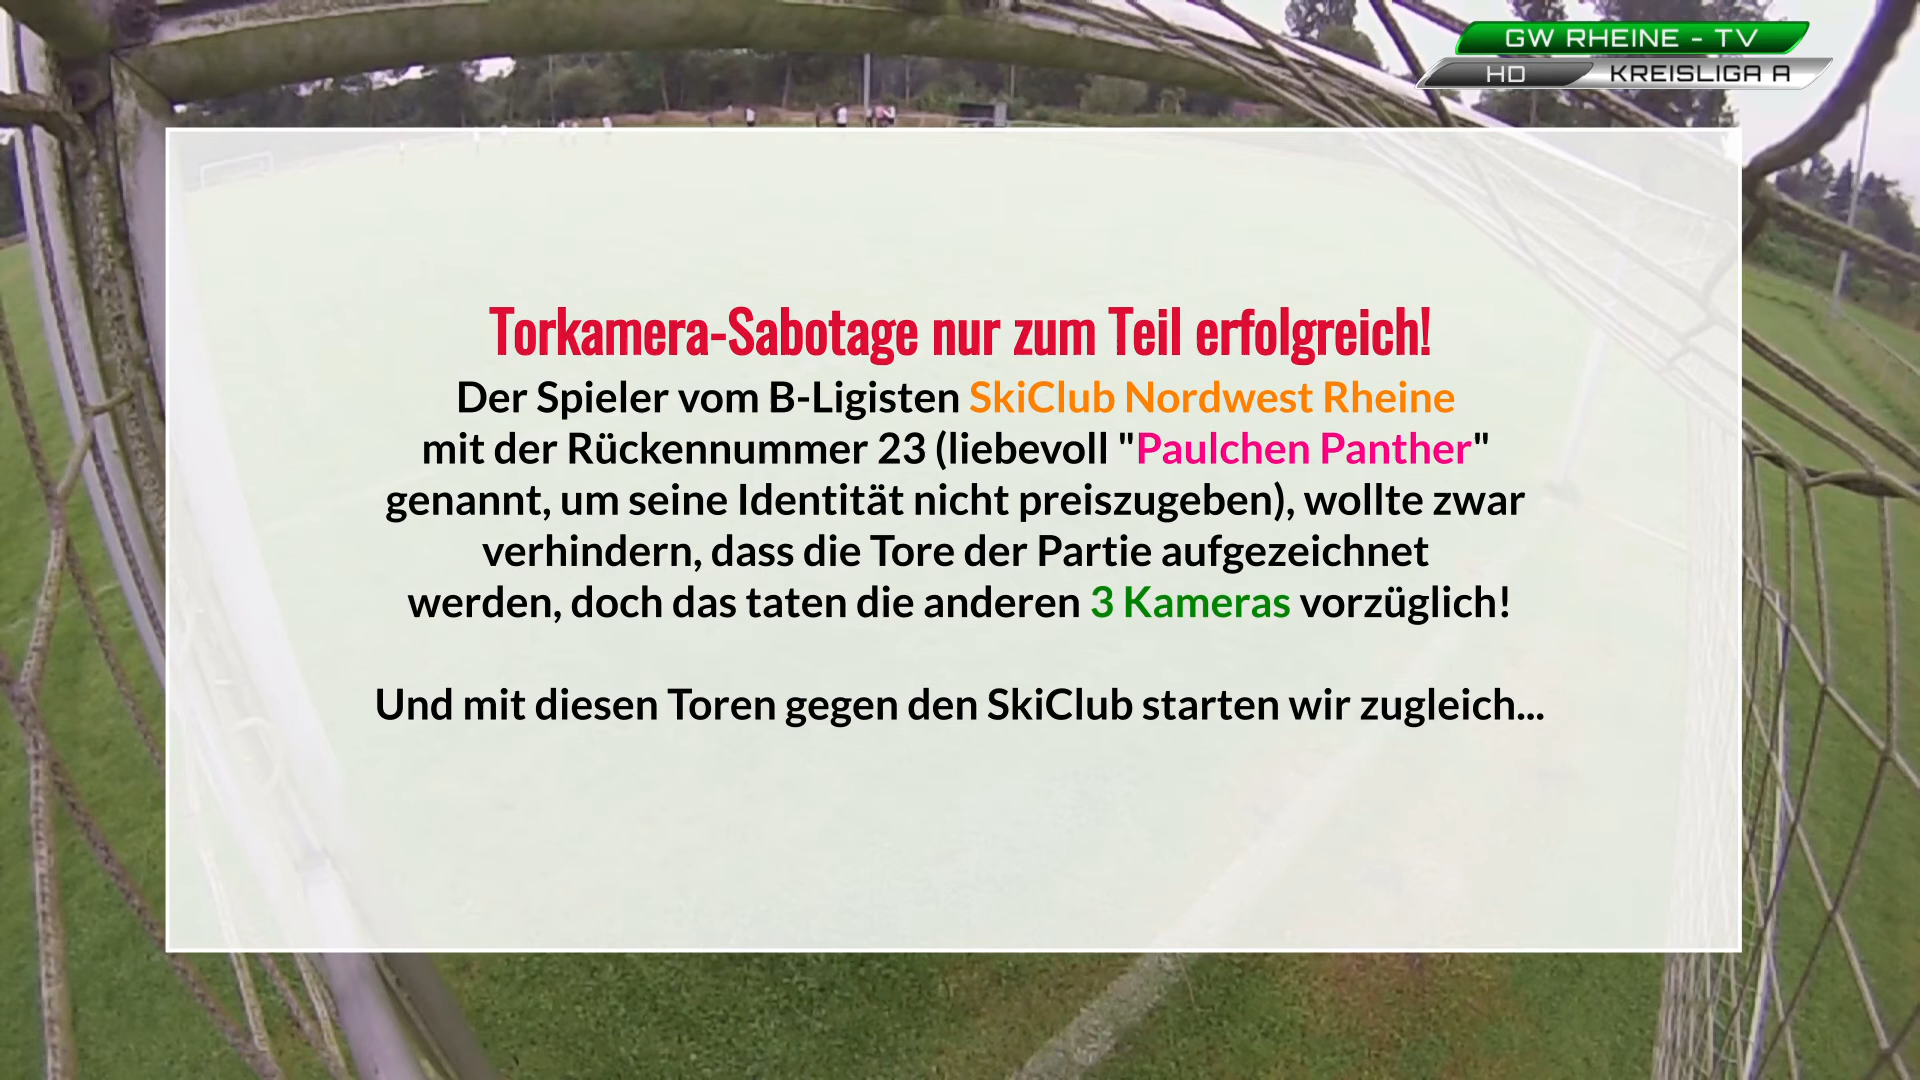 GW RHEINE - TV
HD KREISLIGA A
Torkamera-Sabotage nur zum Teil erfolgreich!
Der Spieler vom B-Ligisten SkiClub Nordwest Rheine
mit der Rückennummer 23 (liebevoll "Paulchen Panther"
genannt, um seine Identität nicht preiszugeben), wollte zwar
verhindern, dass die Tore der Partie aufgezeichnet
werden, doch das taten die anderen 3 Kameras vorzüglich!
Und mit diesen Toren gegen den SkiClub starten wir zugleich...